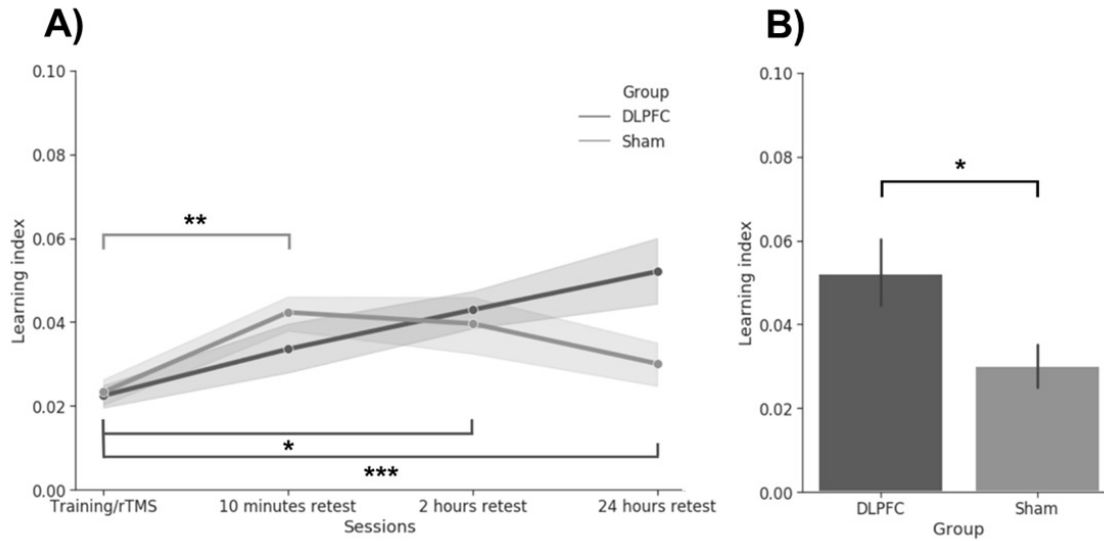 A)
0.10
0.08
0.06
0.04
0.02
0.00
Learning index
Group
DLPFC
Sham
**
*
***
Training/rTMS 10 minutes retest 2 hours retest 24 hours retest
Sessions
B)
0.10
0.08
0.06
0.04
0.02
0.00
Learning index
*
DLPFC Sham
Group